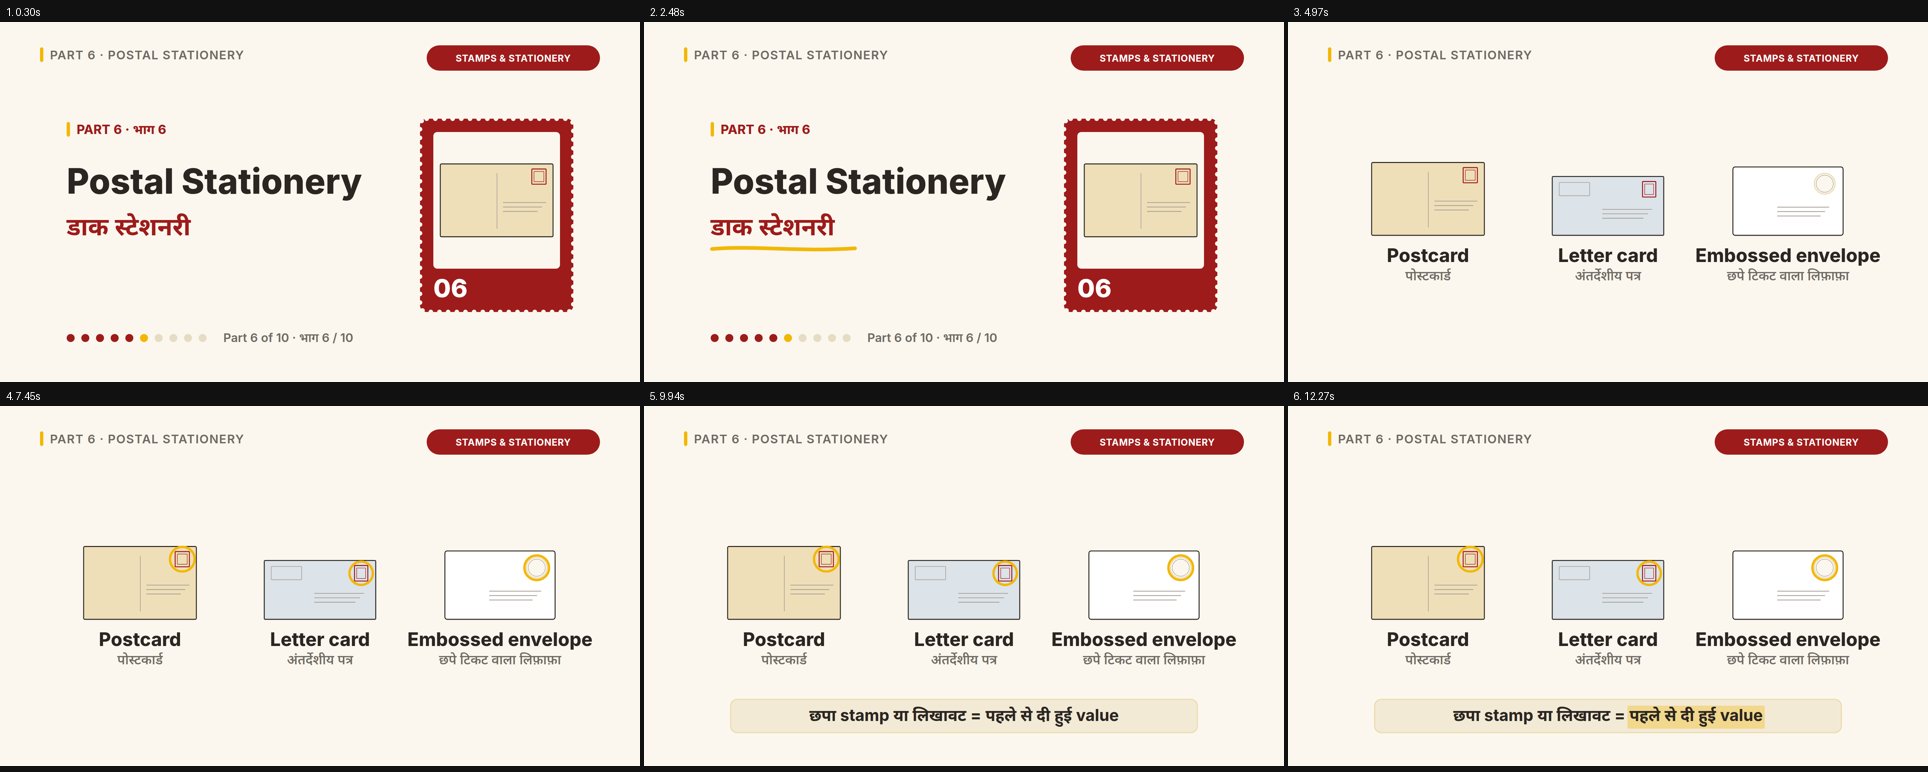 1. 0.30s
PART 6 · POSTAL STATIONERY
STAMPS & STATIONERY
PART 6 · भाग 6
Postal Stationery
डाक स्टेशनरी
06
Part 6 of 10 · भाग 6 / 10
2. 2.48s
PART 6 · POSTAL STATIONERY
STAMPS & STATIONERY
PART 6 · भाग 6
Postal Stationery
डाक स्टेशनरी
06
Part 6 of 10 · भाग 6 / 10
3. 4.97s
PART 6 · POSTAL STATIONERY
STAMPS & STATIONERY
Postcard
पोस्टकार्ड
Letter card
अंतर्देशीय पत्र
Embossed envelope
छपे टिकट वाला लिफ़ाफ़ा
4. 7.45s
PART 6 · POSTAL STATIONERY
STAMPS & STATIONERY
Postcard
पोस्टकार्ड
Letter card
अंतर्देशीय पत्र
Embossed envelope
छपे टिकट वाला लिफ़ाफ़ा
5. 9.94s
PART 6 · POSTAL STATIONERY
STAMPS & STATIONERY
Postcard
पोस्टकार्ड
Letter card
अंतर्देशीय पत्र
Embossed envelope
छपे टिकट वाला लिफ़ाफ़ा
छपा stamp या लिखावट = पहले से दी हुई value
6. 12.27s
PART 6 · POSTAL STATIONERY
STAMPS & STATIONERY
Postcard
पोस्टकार्ड
Letter card
अंतर्देशीय पत्र
Embossed envelope
छपे टिकट वाला लिफ़ाफ़ा
छपा stamp या लिखावट = पहले से दी हुई value